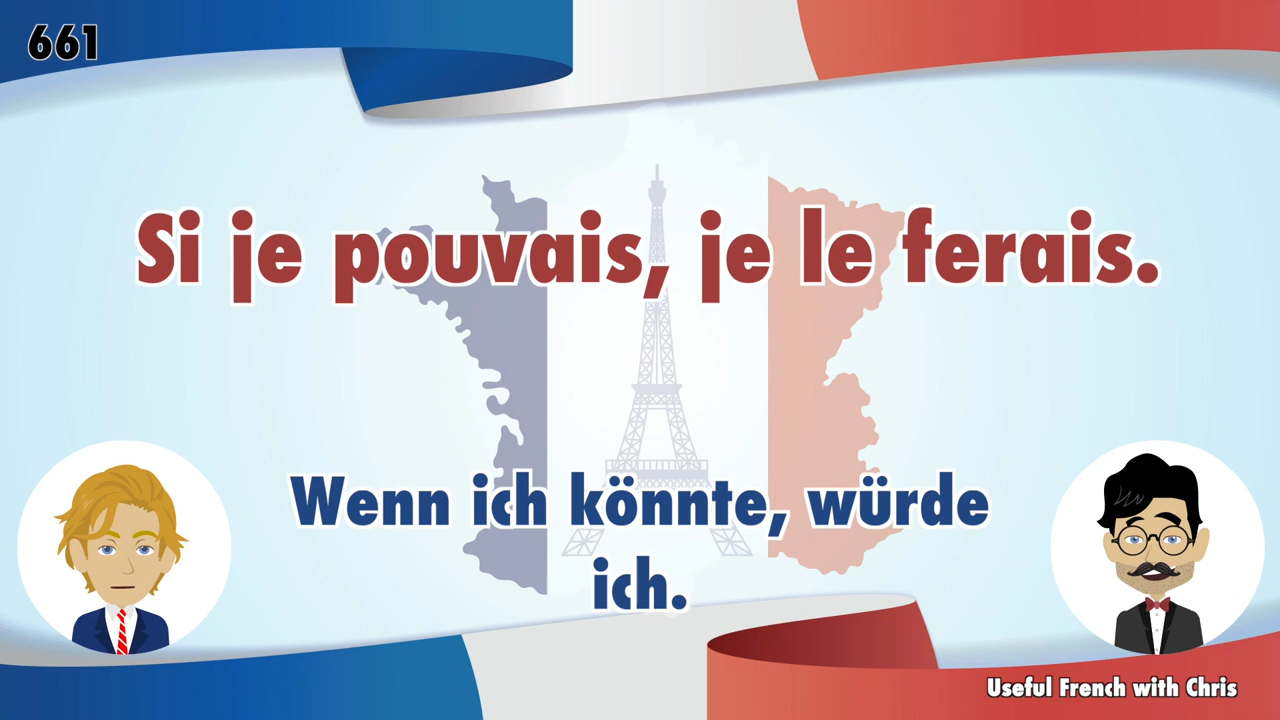 661
Si je pouvais, je le ferais.
Wenn ich könnte, würde
ich.
Useful French with Chris